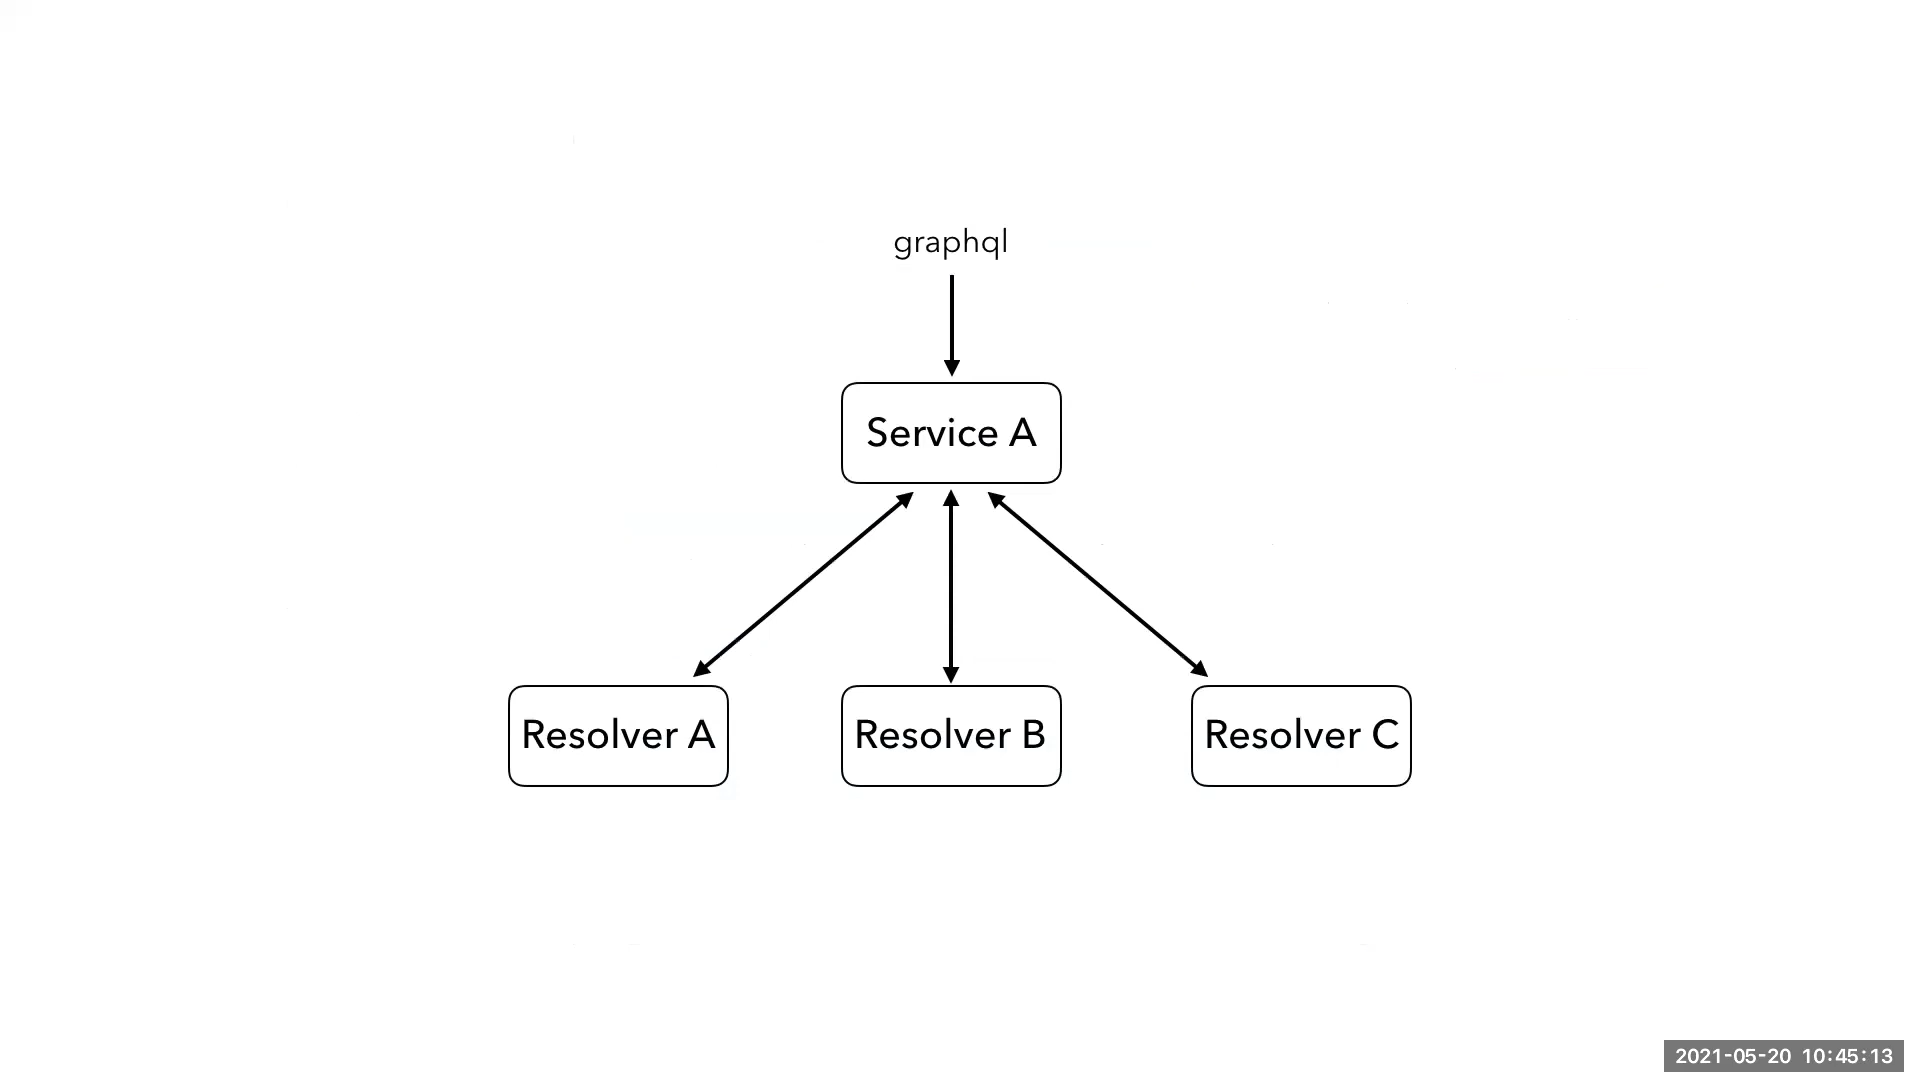 graphql
Service A
Resolver A
Resolver B
Resolver C
2021-05-20 10:45:13